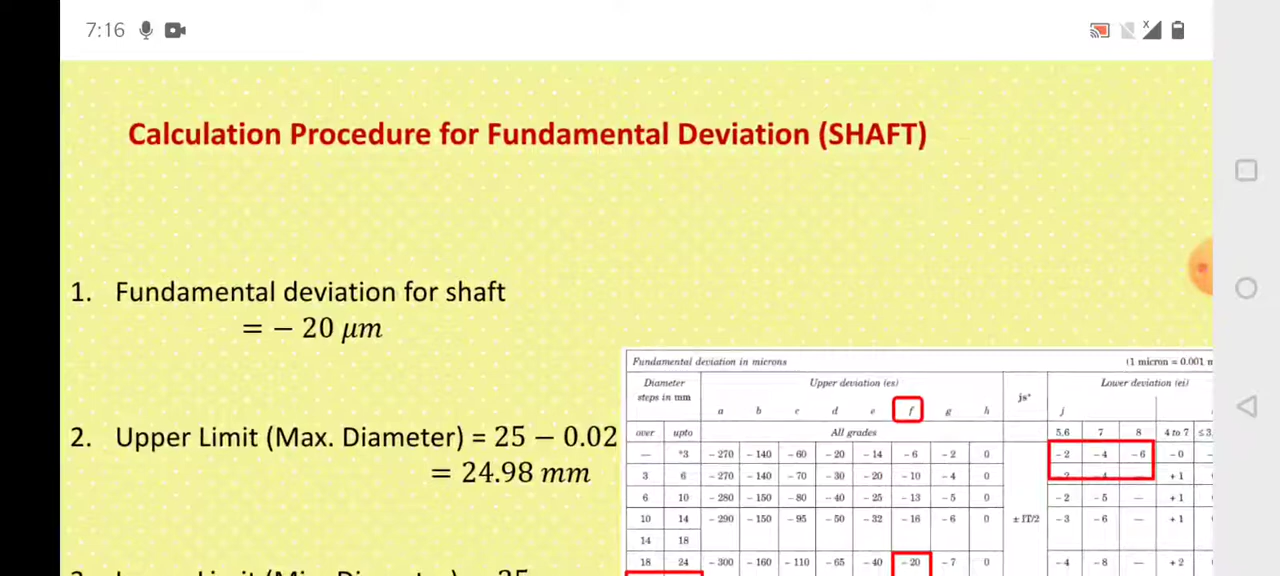 7:16
Calculation Procedure for Fundamental Deviation (SHAFT)
1. Fundamental deviation for shaft
= − 20 μm
2. Upper Limit (Max. Diameter) = 25 − 0.02
= 24.98 mm
Fundamental deviation in microns (1 micron = 0.001
Diameter steps in mm Upper deviation (es) js* Lower deviation (ei)
a b c d e f g h j
over upto All grades 5,6 7 8 4 to 7 ≤3
— *3 −270 −140 −60 −20 −14 −6 −2 0 −2 −4 −6 −0
3 6 −270 −140 −70 −30 −20 −10 −4 0 −2 −4 — +1
6 10 −280 −150 −80 −40 −25 −13 −5 0 −2 −5 — +1
10 14 −290 −150 −95 −50 −32 −16 −6 0 ± IT/2 −3 −6 — +1
14 18
18 24 −300 −160 −110 −65 −40 −20 −7 0 −4 −8 — +2